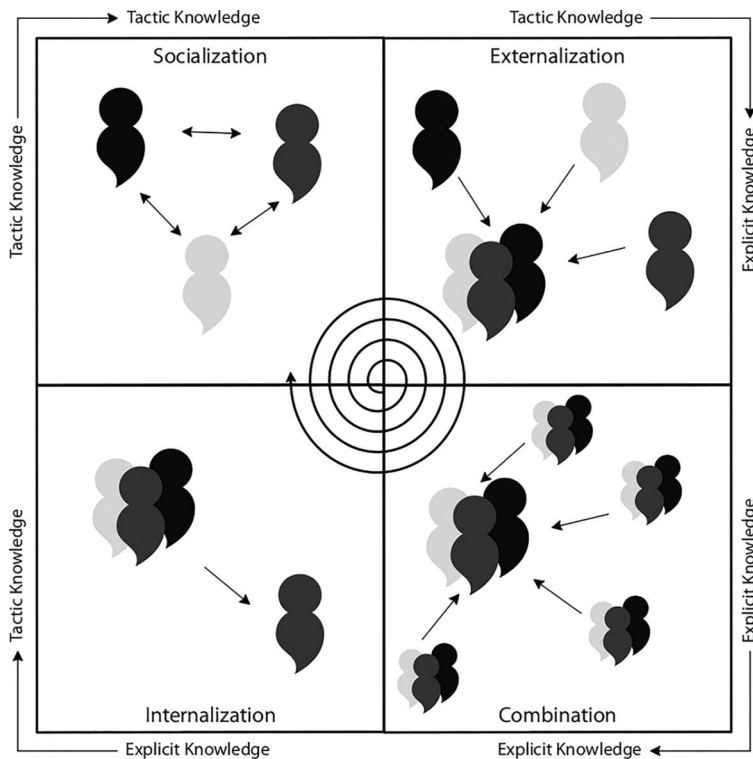 Tactic Knowledge
Tactic Knowledge
Socialization
Externalization
Tactic Knowledge
Explicit Knowledge
Tactic Knowledge
Explicit Knowledge
Internalization
Combination
Explicit Knowledge
Explicit Knowledge